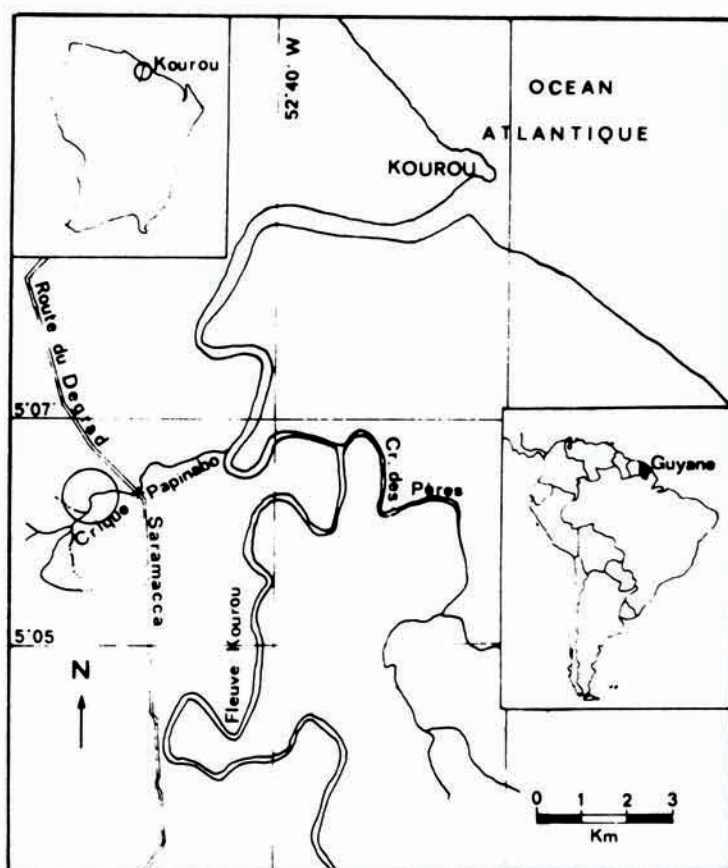 Kourou
52°40' W
OCEAN
ATLANTIQUE
KOUROU
Route du Degrad
Saramacca
5°07'
Crique Papinabo
Cr. des
Pères
Guyane
5°05'
Fleuve Kourou
N
0 1 2 3
Km